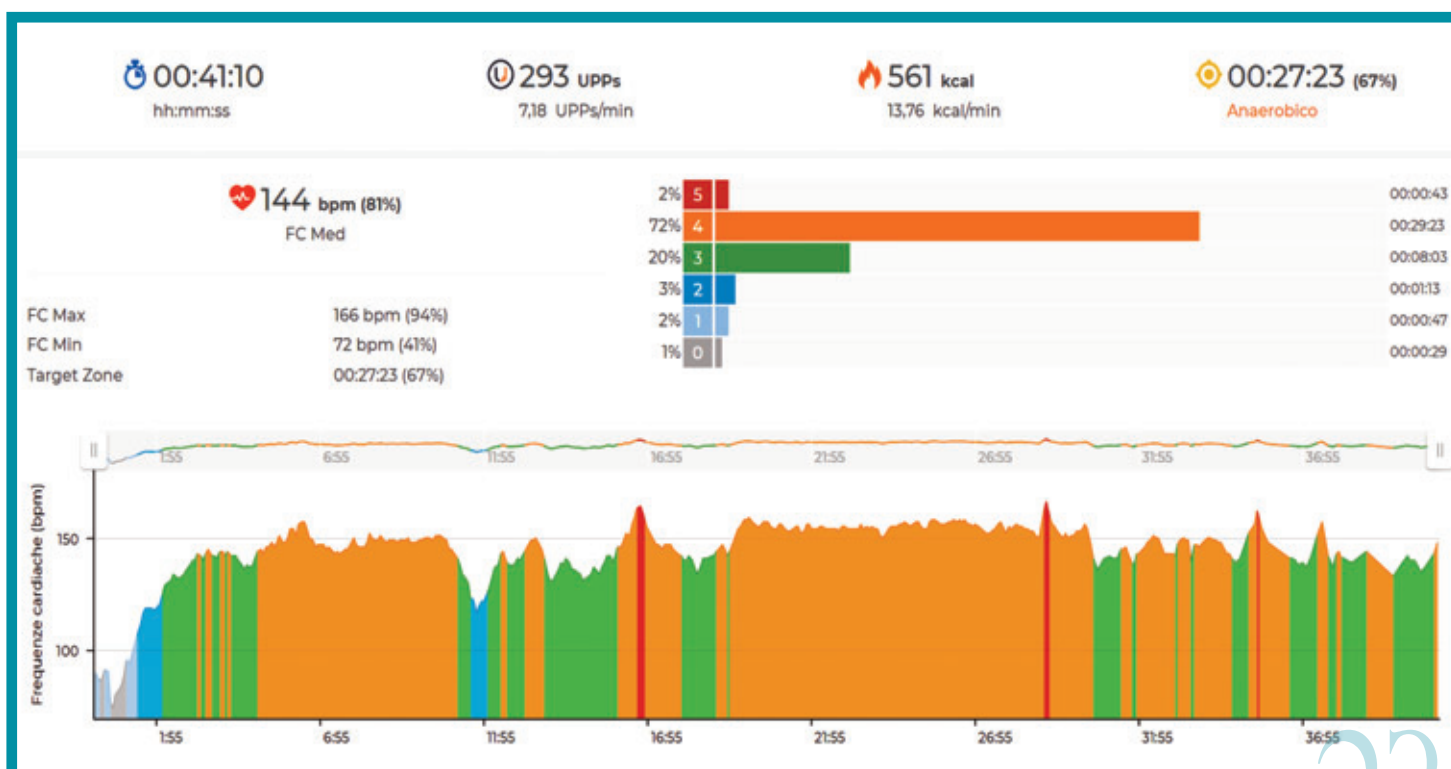 00:41:10
hh:mm:ss
293 UPPs
7,18 UPPs/min
561 kcal
13,76 kcal/min
00:27:23 (67%)
Anaerobico
144 bpm (81%)
FC Med
FC Max 166 bpm (94%)
FC Min 72 bpm (41%)
Target Zone 00:27:23 (67%)
2% 5 00:00:43
72% 4 00:29:23
20% 3 00:08:03
3% 2 00:01:13
2% 1 00:00:47
1% 0 00:00:29
1:55 6:55 11:55 16:55 21:55 26:55 31:55 36:55
Frequenze cardiache (bpm)
150
100
1:55 6:55 11:55 16:55 21:55 26:55 31:55 36:55